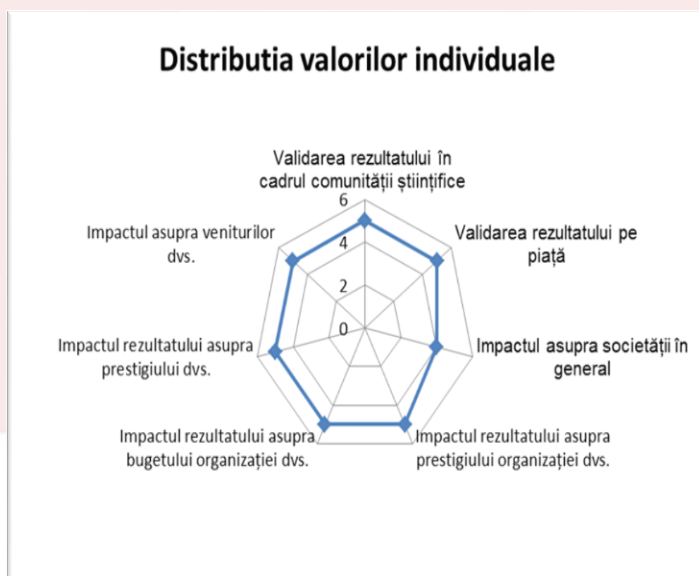 Distributia valorilor individuale
Validarea rezultatului în
cadrul comunității științifice
6
4
2
0
Validarea rezultatului pe
piață
Impactul asupra societății în
general
Impactul rezultatului asupra
prestigiului organizației dvs.
Impactul rezultatului asupra
bugetului organizației dvs.
Impactul rezultatului asupra
prestigiului dvs.
Impactul asupra veniturilor
dvs.